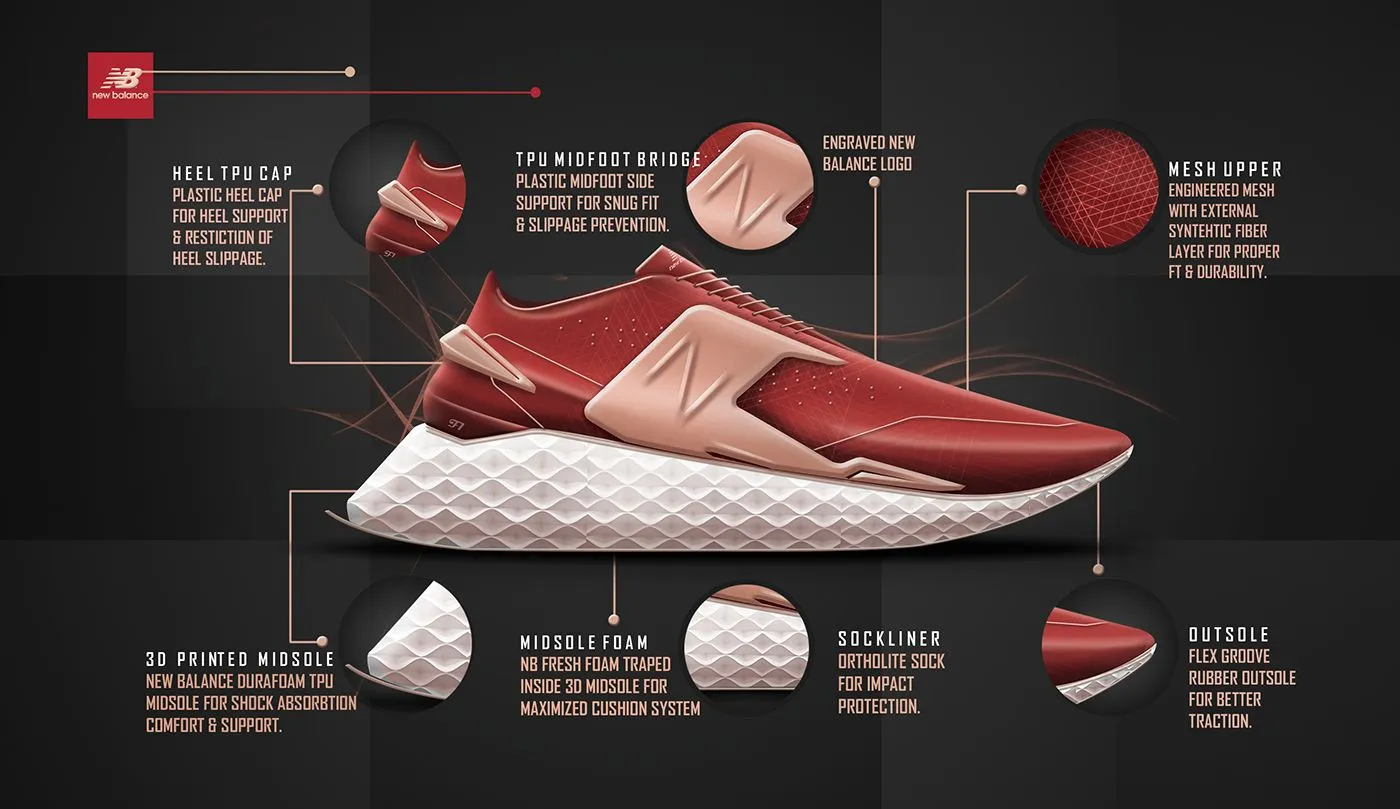 NB
new balance
HEEL TPU CAP
PLASTIC HEEL CAP
FOR HEEL SUPPORT
& RESTICTION OF
HEEL SLIPPAGE.
TPU MIDFOOT BRIDGE
PLASTIC MIDFOOT SIDE
SUPPORT FOR SNUG FIT
& SLIPPAGE PREVENTION.
N
ENGRAVED NEW
BALANCE LOGO
MESH UPPER
ENGINEERED MESH
WITH EXTERNAL
SYNTEHTIC FIBER
LAYER FOR PROPER
FT & DURABILITY.
N
3D PRINTED MIDSOLE
NEW BALANCE DURAFOAM TPU
MIDSOLE FOR SHOCK ABSORBTION
COMFORT & SUPPORT.
MIDSOLE FOAM
NB FRESH FOAM TRAPED
INSIDE 3D MIDSOLE FOR
MAXIMIZED CUSHION SYSTEM
SOCKLINER
ORTHOLITE SOCK
FOR IMPACT
PROTECTION.
OUTSOLE
FLEX GROOVE
RUBBER OUTSOLE
FOR BETTER
TRACTION.